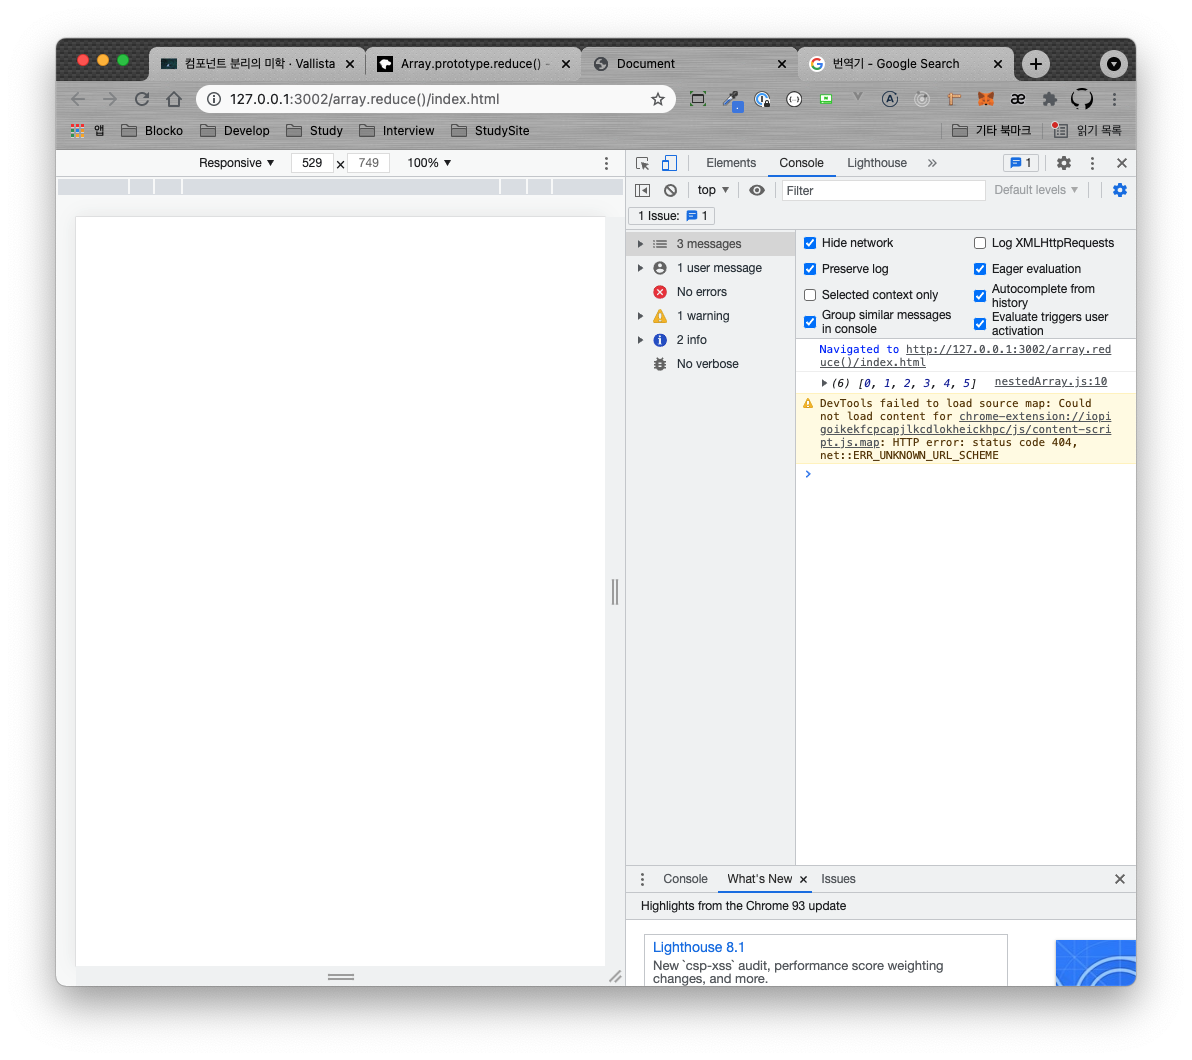 컴포넌트 분리의 미학 · Vallista
Array.prototype.reduce() -
Document
번역기 - Google Search
127.0.0.1:3002/array.reduce()/index.html
앱
Blocko
Develop
Study
Interview
StudySite
기타 북마크
읽기 목록
Responsive ▼
529 × 749
100% ▼
Elements
Console
Lighthouse
»
1
top ▼
Filter
Default levels ▼
1 Issue: 1
3 messages
1 user message
No errors
1 warning
2 info
No verbose
Hide network
Log XMLHttpRequests
Preserve log
Eager evaluation
Selected context only
Autocomplete from
history
Group similar messages
in console
Evaluate triggers user
activation
Navigated to http://127.0.0.1:3002/array.red
uce()/index.html
(6) [0, 1, 2, 3, 4, 5] nestedArray.js:10
DevTools failed to load source map: Could
not load content for chrome-extension://iopi
goikekfcpcapjlkcdlokheickhpc/js/content-scri
pt.js.map: HTTP error: status code 404,
net::ERR_UNKNOWN_URL_SCHEME
Console
What's New
Issues
Highlights from the Chrome 93 update
Lighthouse 8.1
New `csp-xss` audit, performance score weighting
changes, and more.